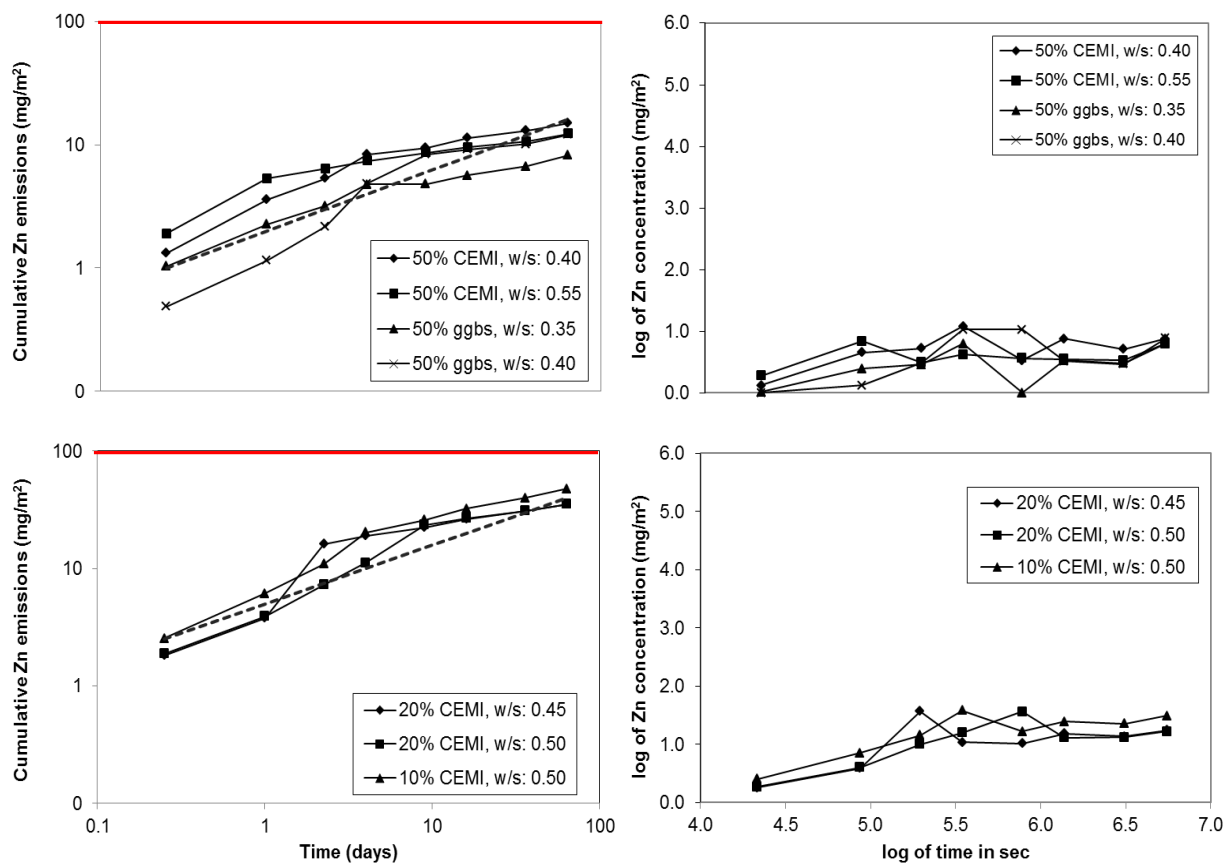 Cumulative Zn emissions (mg/m²)
100
10
1
0
50% CEMI, w/s: 0.40
50% CEMI, w/s: 0.55
50% ggbs, w/s: 0.35
50% ggbs, w/s: 0.40
log of Zn concentration (mg/m²)
6.0
5.0
4.0
3.0
2.0
1.0
0.0
50% CEMI, w/s: 0.40
50% CEMI, w/s: 0.55
50% ggbs, w/s: 0.35
50% ggbs, w/s: 0.40
Cumulative Zn emissions (mg/m²)
100
10
1
0
20% CEMI, w/s: 0.45
20% CEMI, w/s: 0.50
10% CEMI, w/s: 0.50
0.1 1 10 100
Time (days)
log of Zn concentration (mg/m²)
6.0
5.0
4.0
3.0
2.0
1.0
0.0
20% CEMI, w/s: 0.45
20% CEMI, w/s: 0.50
10% CEMI, w/s: 0.50
4.0 4.5 5.0 5.5 6.0 6.5 7.0
log of time in sec